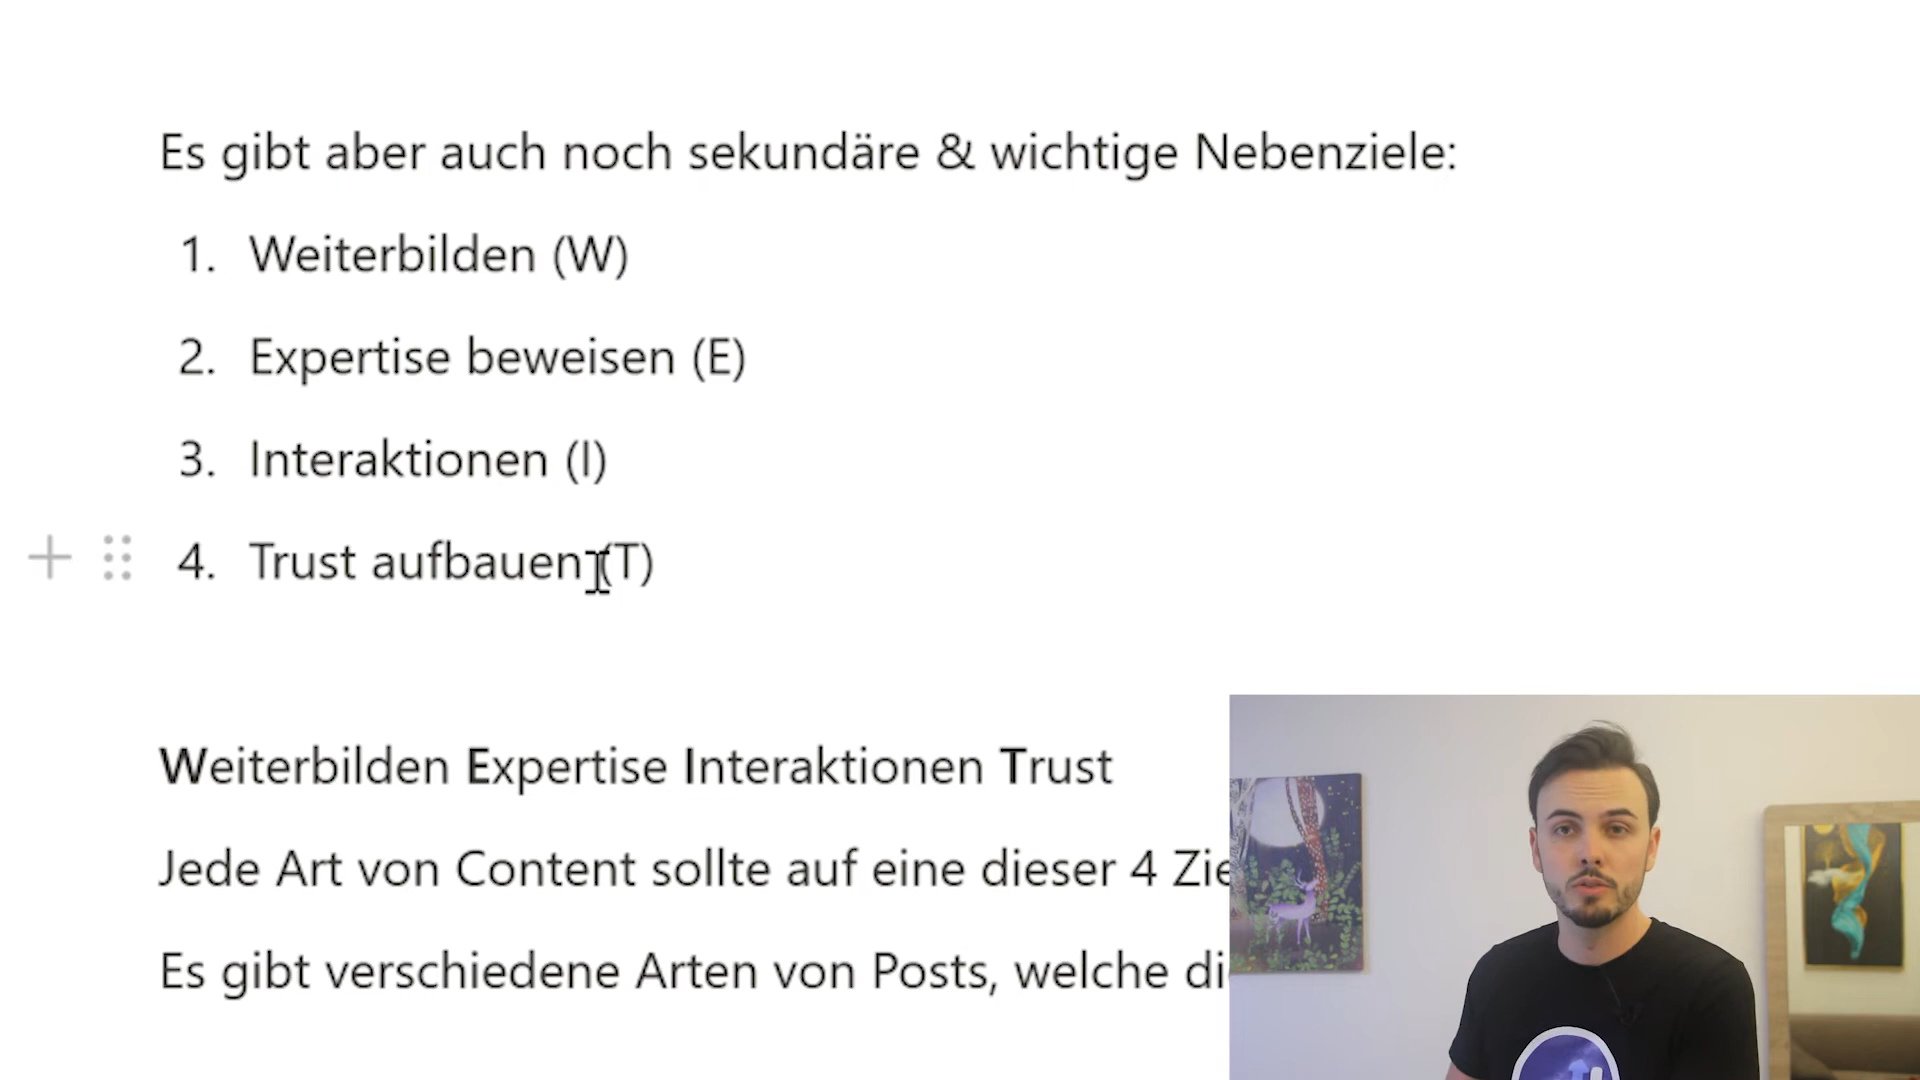 Es gibt aber auch noch sekundäre & wichtige Nebenziele:
1. Weiterbilden (W)
2. Expertise beweisen (E)
3. Interaktionen (I)
4. Trust aufbauen (T)
Weiterbilden Expertise Interaktionen Trust
Jede Art von Content sollte auf eine dieser 4
Es gibt verschiedene Arten von Posts, welche